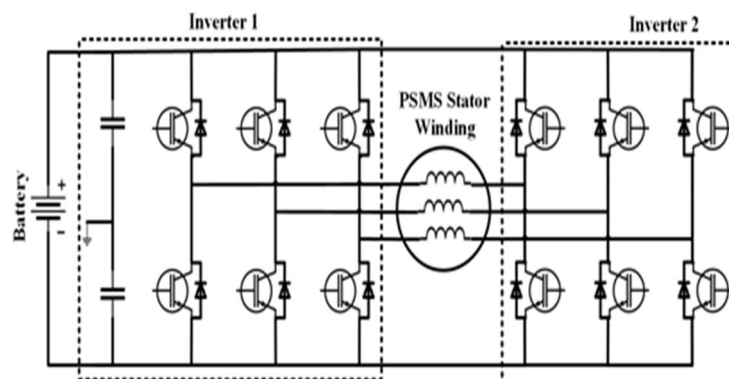 Inverter 1
Inverter 2
PSMS Stator
Winding
Battery
+
-